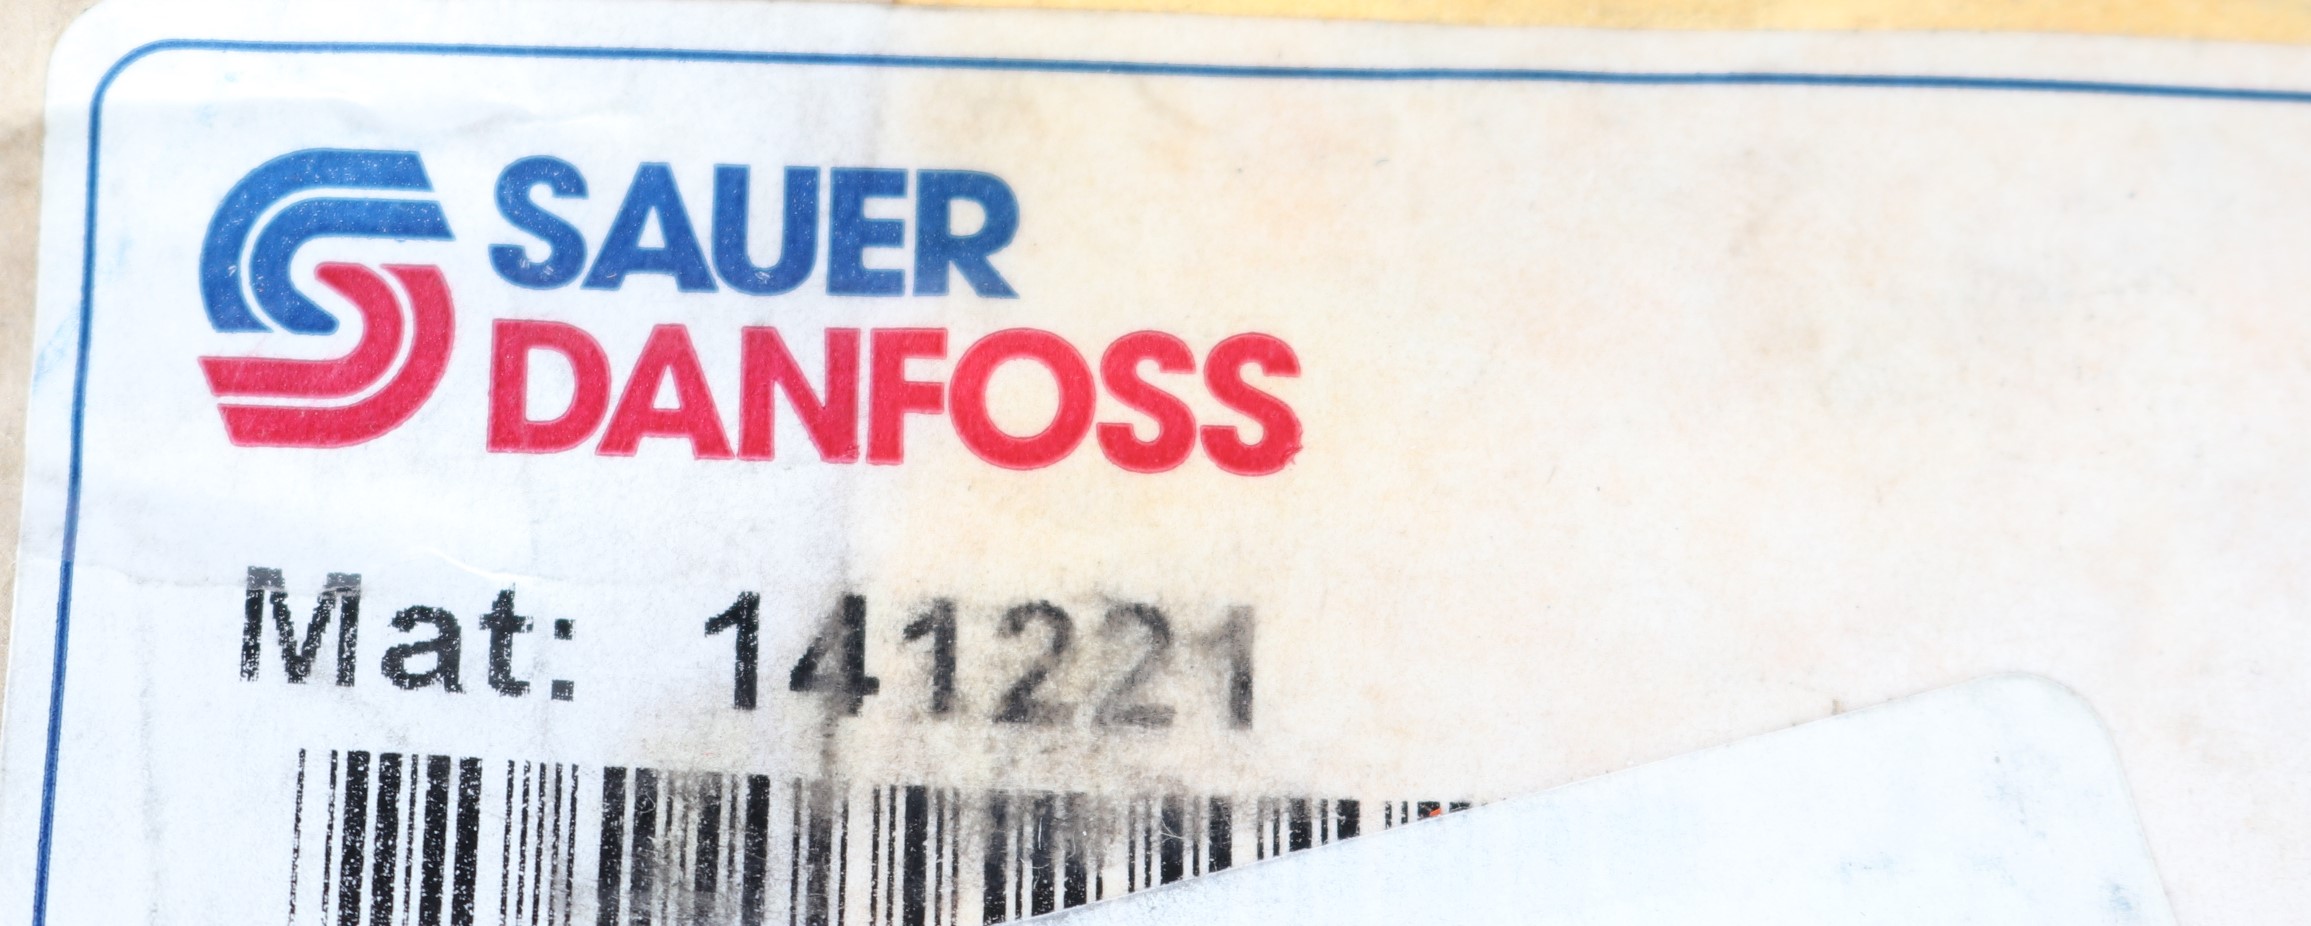 SAUER
DANFOSS
Mat: 141221